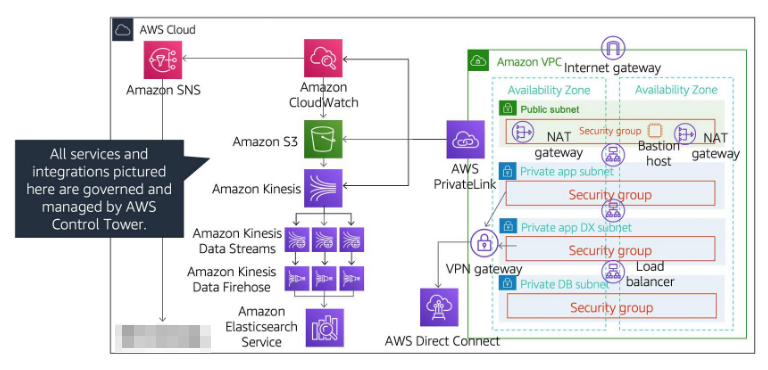 AWS Cloud
Amazon SNS
Amazon
CloudWatch
Amazon S3
Amazon Kinesis
Amazon Kinesis
Data Streams
Amazon Kinesis
Data Firehose
Amazon
Elasticsearch
Service
All services and
integrations pictured
here are governed and
managed by AWS
Control Tower.
AWS
PrivateLink
VPN gateway
AWS Direct Connect
Amazon VPC
Internet gateway
Availability Zone
Availability Zone
Public subnet
NAT
gateway
Security group
Bastion
host
NAT
gateway
Private app subnet
Security group
Private app DX subnet
Security group
Load
balancer
Private DB subnet
Security group